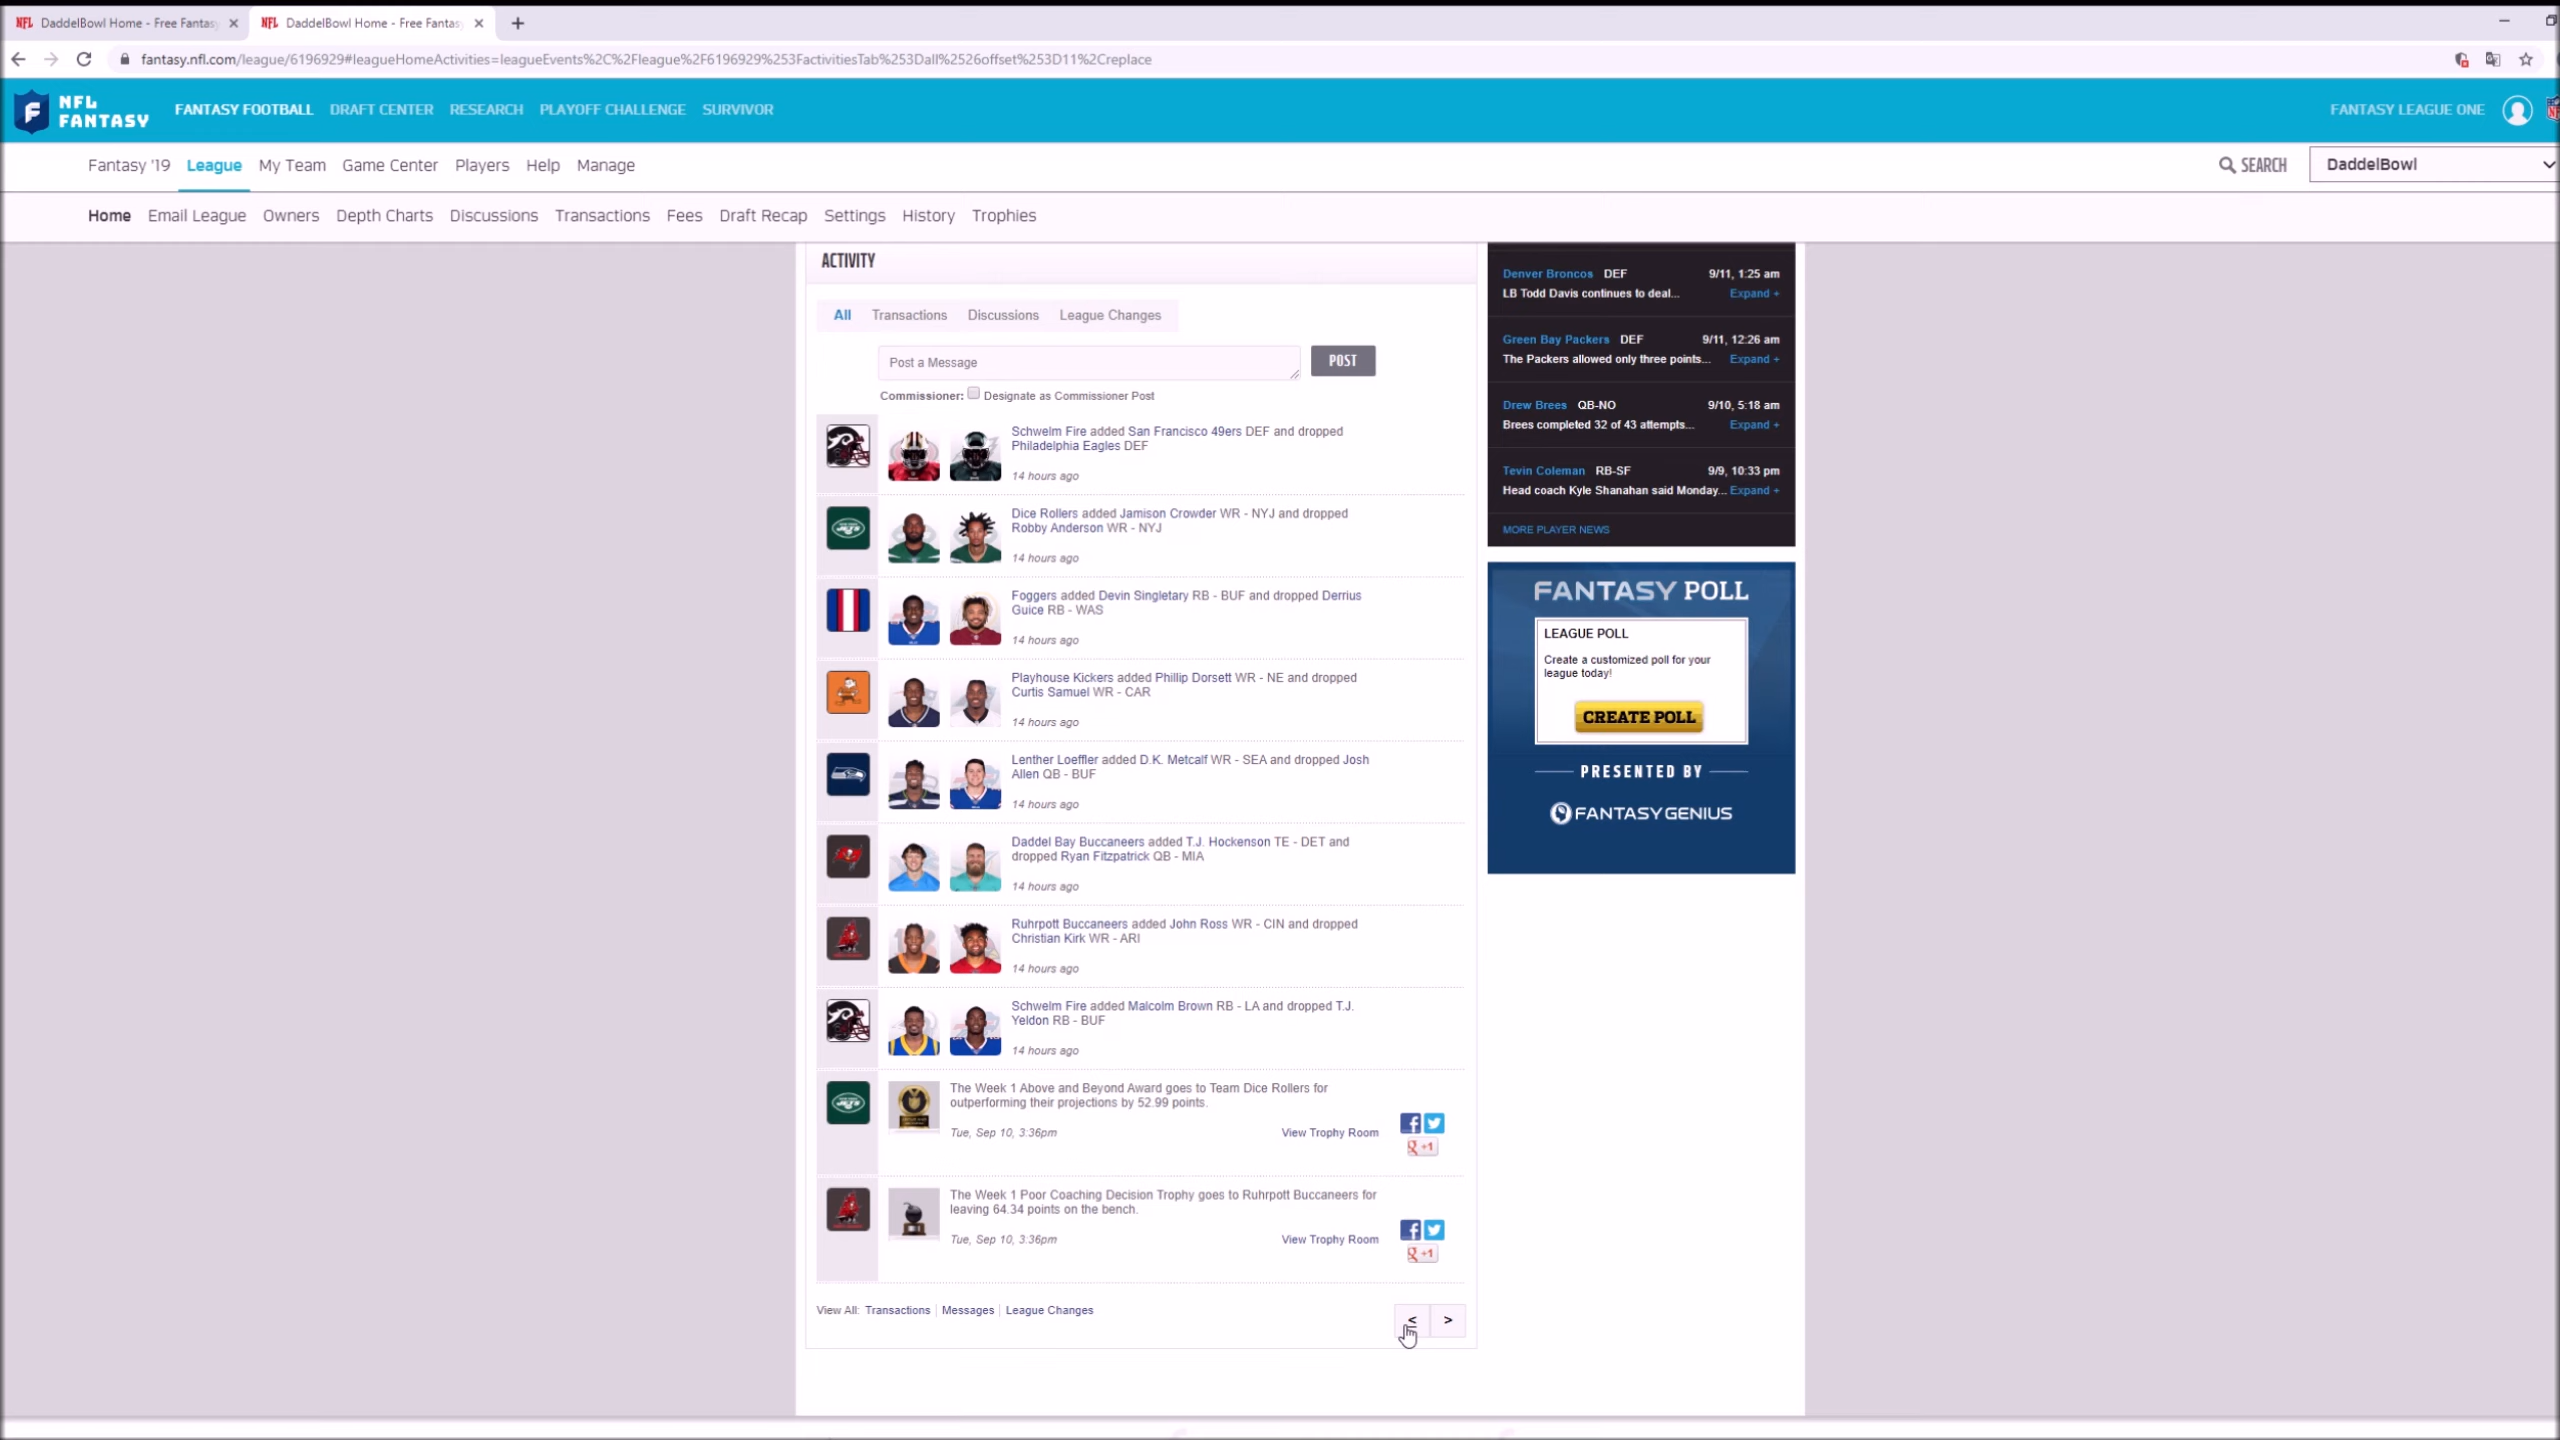 NFL DaddelBowl Home - Free Fantas
NFL DaddelBowl Home - Free Fantas
fantasy.nfl.com/league/6196929#leagueHomeActivities=leagueEvents%2C%2Fleague%2F6196929%253FactivitiesTab%253Dall%2526offset%253D11%2Creplace
NFL FANTASY
FANTASY FOOTBALL DRAFT CENTER RESEARCH PLAYOFF CHALLENGE SURVIVOR
FANTASY LEAGUE ONE
Fantasy '19 League My Team Game Center Players Help Manage
SEARCH
DaddelBowl
Home Email League Owners Depth Charts Discussions Transactions Fees Draft Recap Settings History Trophies
ACTIVITY
All Transactions Discussions League Changes
Post a Message
POST
Commissioner: Designate as Commissioner Post
Schwelm Fire added San Francisco 49ers DEF and dropped
Philadelphia Eagles DEF
14 hours ago
Dice Rollers added Jamison Crowder WR - NYJ and dropped
Robby Anderson WR - NYJ
14 hours ago
Foggers added Devin Singletary RB - BUF and dropped Derrius
Guice RB - WAS
14 hours ago
Playhouse Kickers added Phillip Dorsett WR - NE and dropped
Curtis Samuel WR - CAR
14 hours ago
Lenther Loeffler added D.K. Metcalf WR - SEA and dropped Josh
Allen QB - BUF
14 hours ago
Daddel Bay Buccaneers added T.J. Hockenson TE - DET and
dropped Ryan Fitzpatrick QB - MIA
14 hours ago
Ruhrpott Buccaneers added John Ross WR - CIN and dropped
Christian Kirk WR - ARI
14 hours ago
Schwelm Fire added Malcolm Brown RB - LA and dropped T.J.
Yeldon RB - BUF
14 hours ago
The Week 1 Above and Beyond Award goes to Team Dice Rollers for
outperforming their projections by 52.99 points.
Tue, Sep 10, 3:36pm
View Trophy Room
g +1
The Week 1 Poor Coaching Decision Trophy goes to Ruhrpott Buccaneers for
leaving 64.34 points on the bench.
Tue, Sep 10, 3:36pm
View Trophy Room
g +1
View All: Transactions | Messages | League Changes
< >
Denver Broncos DEF 9/11, 1:25 am
LB Todd Davis continues to deal... Expand +
Green Bay Packers DEF 9/11, 12:26 am
The Packers allowed only three points... Expand +
Drew Brees QB-NO 9/10, 5:18 am
Brees completed 32 of 43 attempts... Expand +
Tevin Coleman RB-SF 9/9, 10:33 pm
Head coach Kyle Shanahan said Monday... Expand +
MORE PLAYER NEWS
FANTASY POLL
LEAGUE POLL
Create a customized poll for your
league today!
CREATE POLL
PRESENTED BY
FANTASY GENIUS